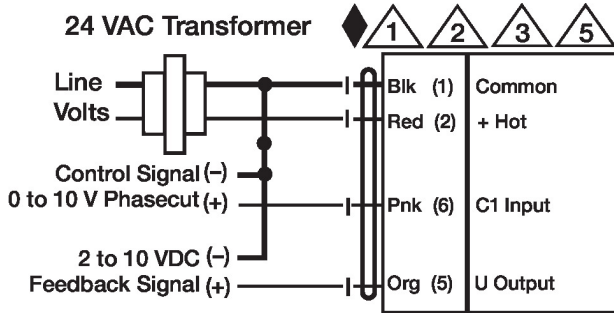 24 VAC Transformer
1 2 3 5
Line
Volts
Blk (1) Common
Red (2) + Hot
Control Signal (−)
0 to 10 V Phasecut (+)
Pnk (6) C1 Input
2 to 10 VDC (−)
Feedback Signal (+)
Org (5) U Output